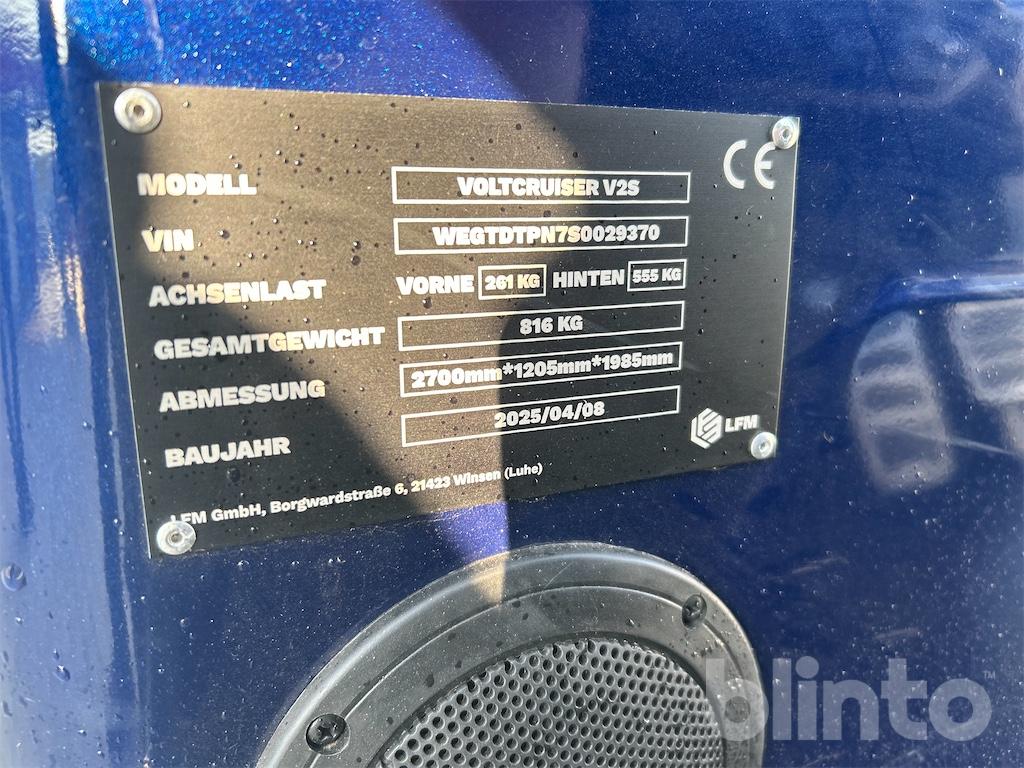 CE
MODELL VOLTCRUISER V2S
VIN WEGTDTPN7S0029370
ACHSENLAST VORNE 261 KG HINTEN 555 KG
GESAMTGEWICHT 816 KG
ABMESSUNG 2700mm*1205mm*1985mm
BAUJAHR 2025/04/08
LFM
LFM GmbH, Borgwardstraße 6, 21423 Winsen (Luhe)
blinto™